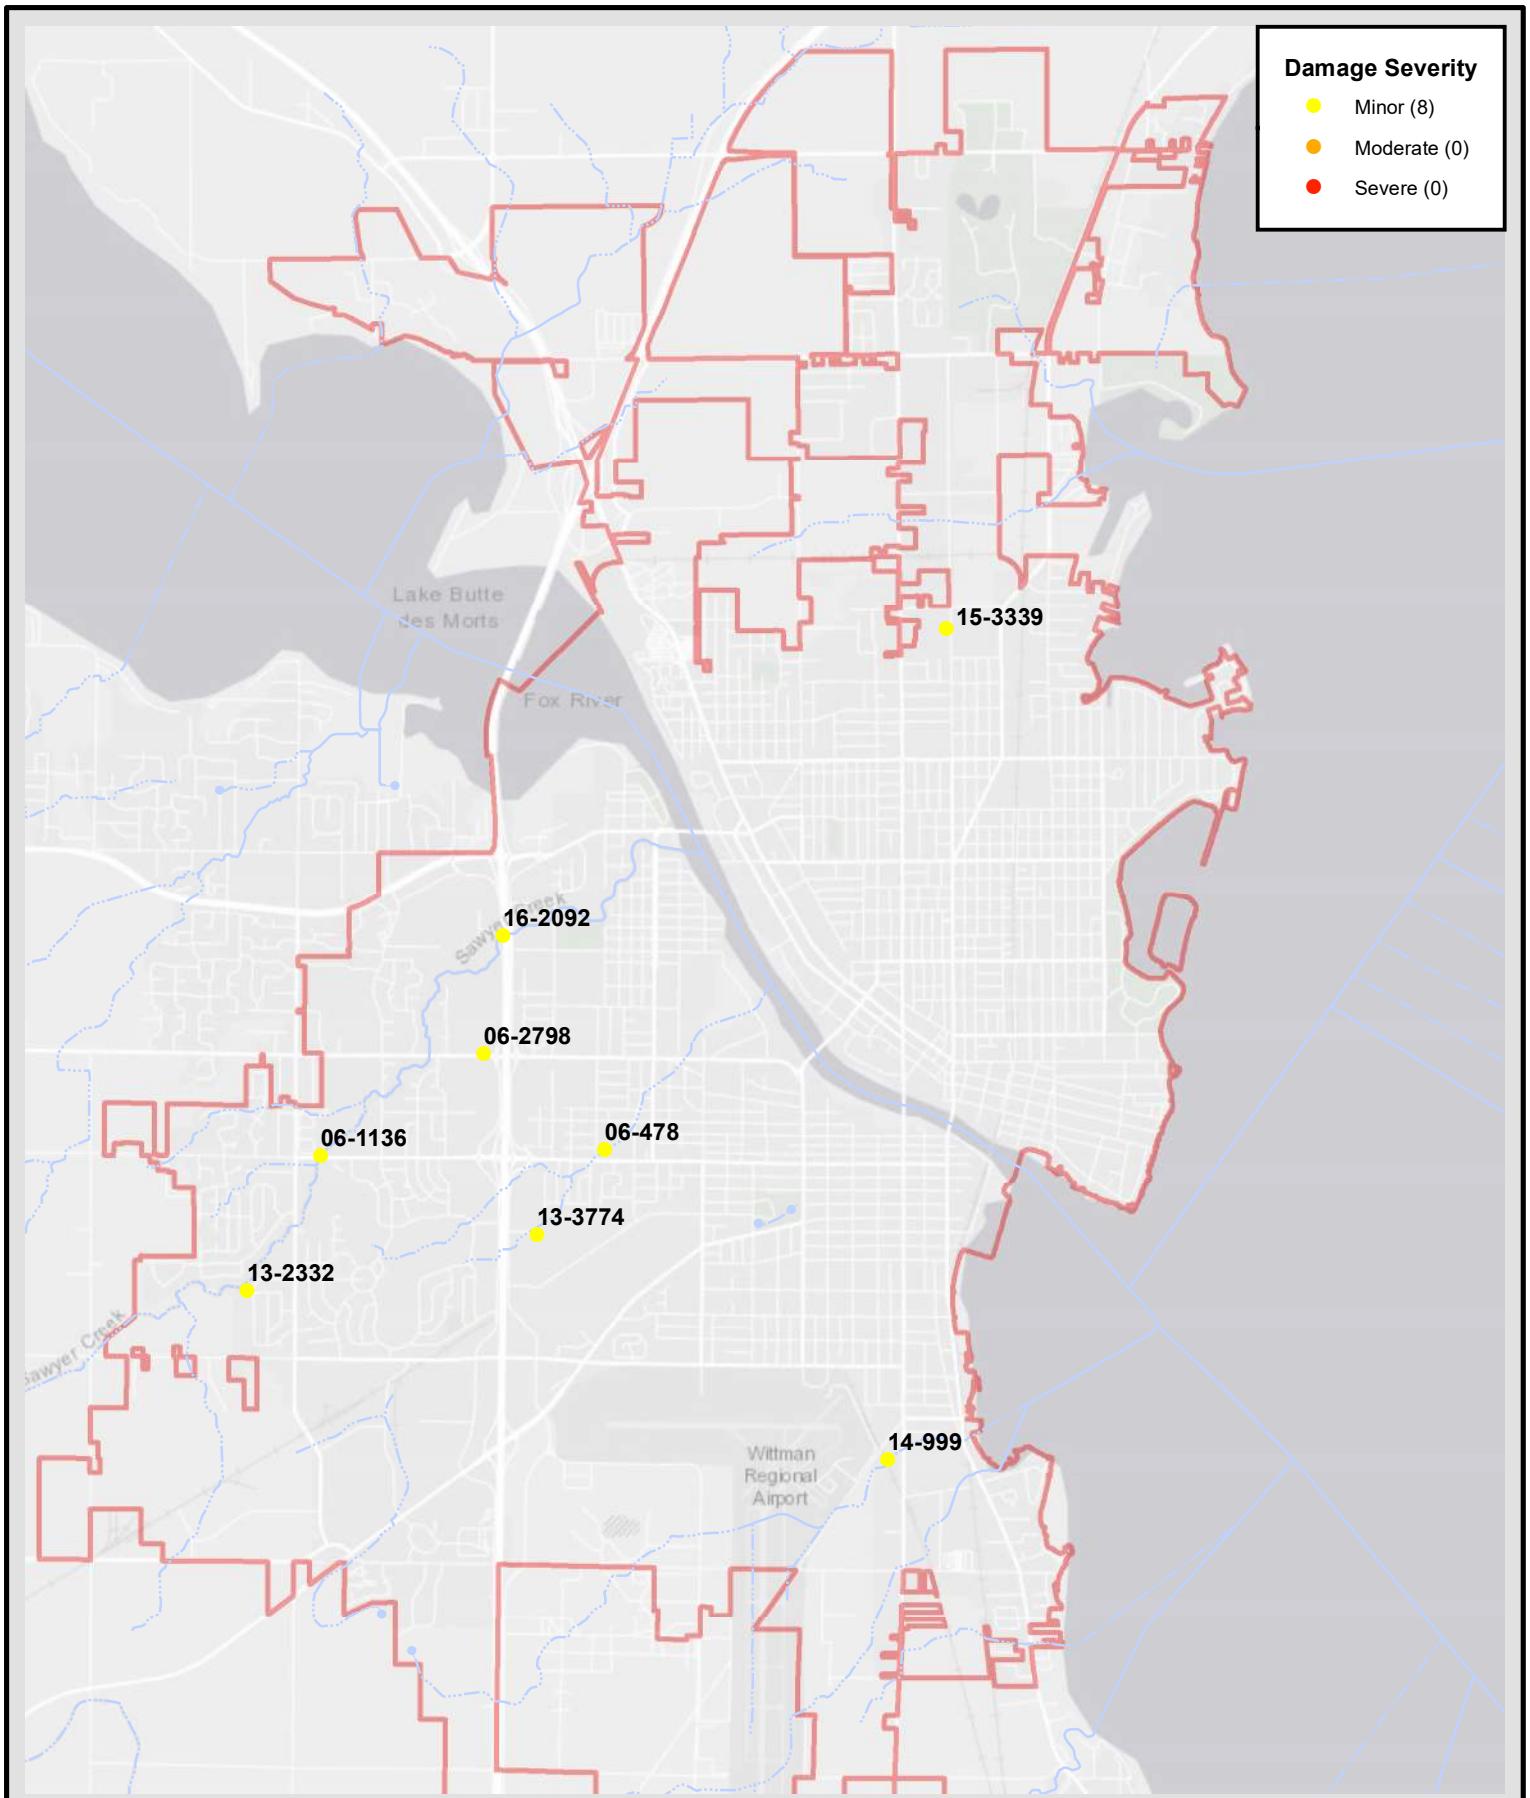 Damage Severity
Minor (8)
Moderate (0)
Severe (0)
Lake Butte
des Morts
15-3339
Fox River
16-2092
Sawyer Creek
06-2798
06-1136
06-478
13-3774
13-2332
Sawyer Creek
14-999
Wittman
Regional
Airport